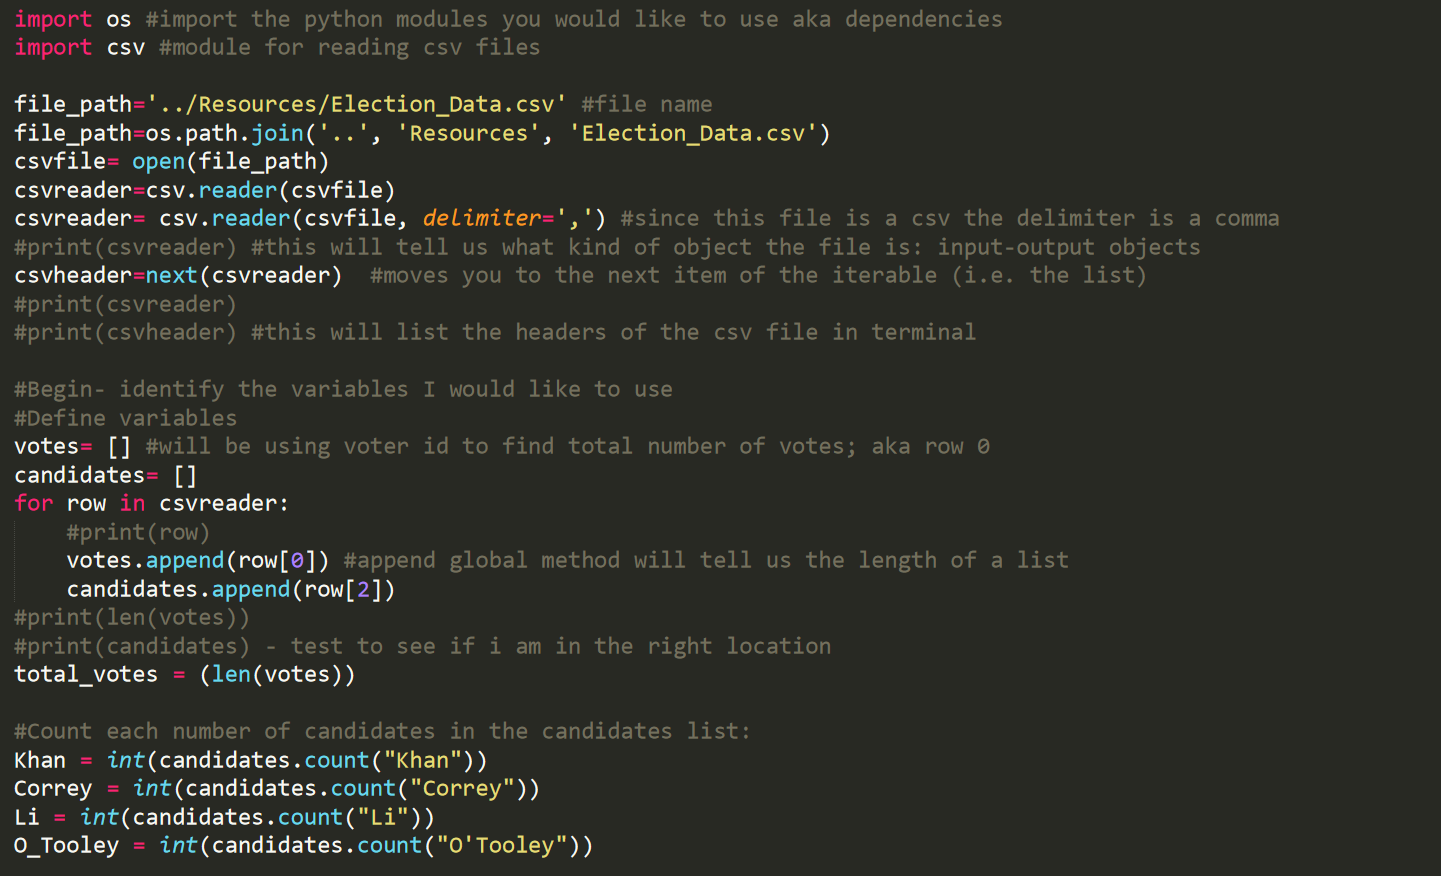 import os #import the python modules you would like to use aka dependencies
import csv #module for reading csv files

file_path='../Resources/Election_Data.csv' #file name
file_path=os.path.join('..', 'Resources', 'Election_Data.csv')
csvfile= open(file_path)
csvreader=csv.reader(csvfile)
csvreader= csv.reader(csvfile, delimiter=',') #since this file is a csv the delimiter is a comma
#print(csvreader) #this will tell us what kind of object the file is: input-output objects
csvheader=next(csvreader)  #moves you to the next item of the iterable (i.e. the list)
#print(csvreader)
#print(csvheader) #this will list the headers of the csv file in terminal

#Begin- identify the variables I would like to use
#Define variables
votes= [] #will be using voter id to find total number of votes; aka row 0
candidates= []
for row in csvreader:
    #print(row)
    votes.append(row[0]) #append global method will tell us the length of a list
    candidates.append(row[2])
#print(len(votes))
#print(candidates) - test to see if i am in the right location
total_votes = (len(votes))

#Count each number of candidates in the candidates list:
Khan = int(candidates.count("Khan"))
Correy = int(candidates.count("Correy"))
Li = int(candidates.count("Li"))
O_Tooley = int(candidates.count("O'Tooley"))